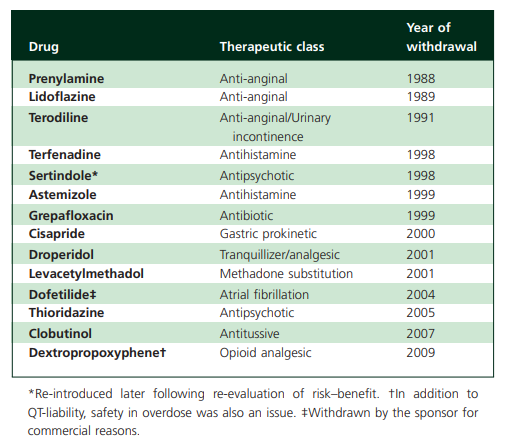 Year of
Drug Therapeutic class withdrawal
Prenylamine Anti-anginal 1988
Lidoflazine Anti-anginal 1989
Terodiline Anti-anginal/Urinary 1991
incontinence
Terfenadine Antihistamine 1998
Sertindole* Antipsychotic 1998
Astemizole Antihistamine 1999
Grepafloxacin Antibiotic 1999
Cisapride Gastric prokinetic 2000
Droperidol Tranquillizer/analgesic 2001
Levacetylmethadol Methadone substitution 2001
Dofetilide‡ Atrial fibrillation 2004
Thioridazine Antipsychotic 2005
Clobutinol Antitussive 2007
Dextropropoxyphene† Opioid analgesic 2009
*Re-introduced later following re-evaluation of risk–benefit. †In addition to
QT-liability, safety in overdose was also an issue. ‡Withdrawn by the sponsor for
commercial reasons.